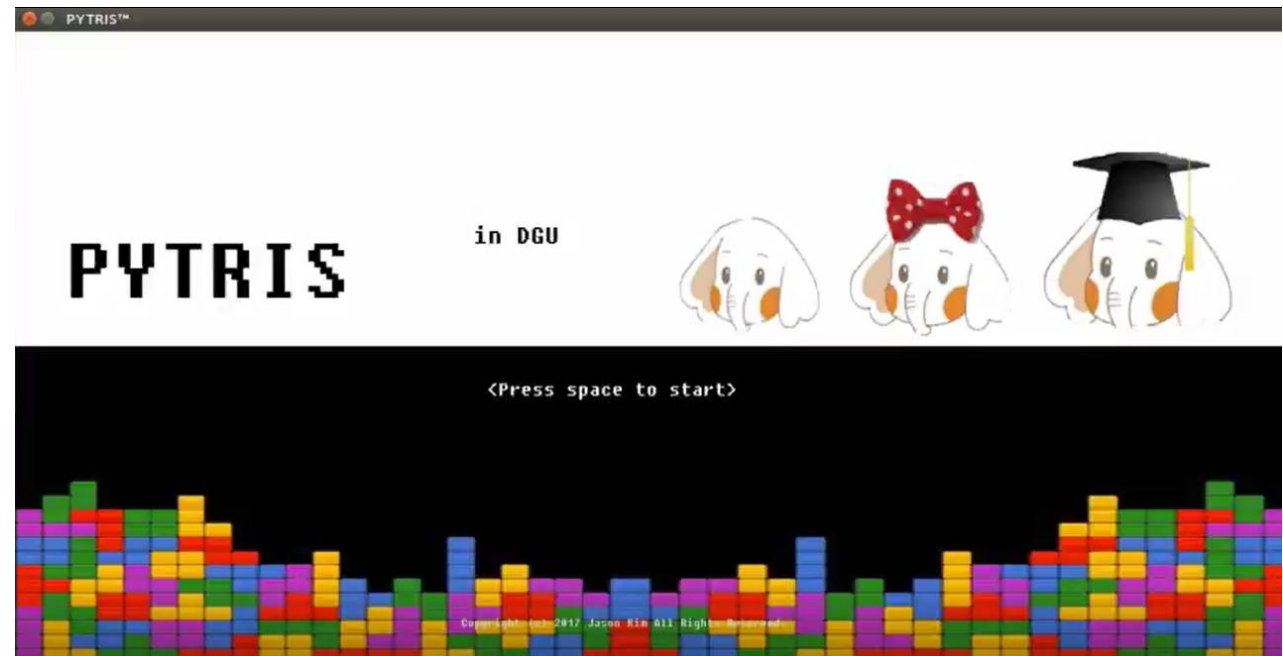 PYTRIS™
PYTRIS
in DGU
<Press space to start>
Copyright (c) 2017 Jason Kim All Rights Reserved.